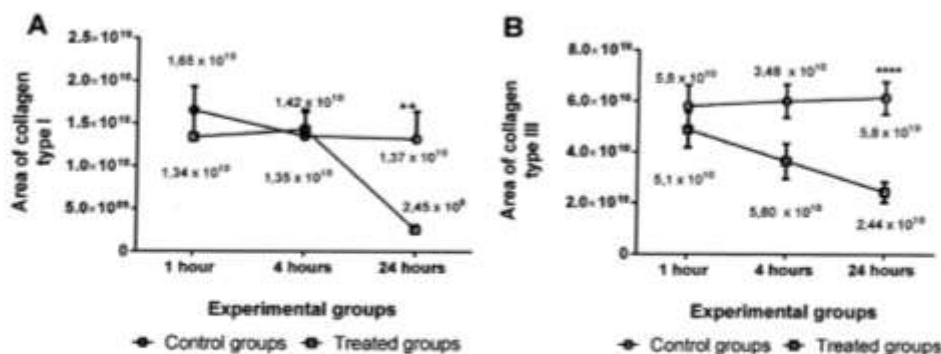 A
Area of collagen
type I
2.5×10¹⁰
2.0×10¹⁰
1.5×10¹⁰
1.0×10¹⁰
5.0×10⁰⁹
0
1,65 x 10¹⁰
1,42 x 10¹⁰
**
1,34 x 10¹⁰
1,35 x 10¹⁰
1,37 x 10¹⁰
2,45 x 10⁹
1 hour 4 hours 24 hours
Experimental groups
Control groups Treated groups
B
Area of collagen
type III
8.0×10¹⁰
6.0×10¹⁰
4.0×10¹⁰
2.0×10¹⁰
0
5,8 x 10¹⁰
3,48 x 10¹⁰
****
5,1 x 10¹⁰
5,60 x 10¹⁰
5,8 x 10¹⁰
2,44 x 10¹⁰
1 hour 4 hours 24 hours
Experimental groups
Control groups Treated groups